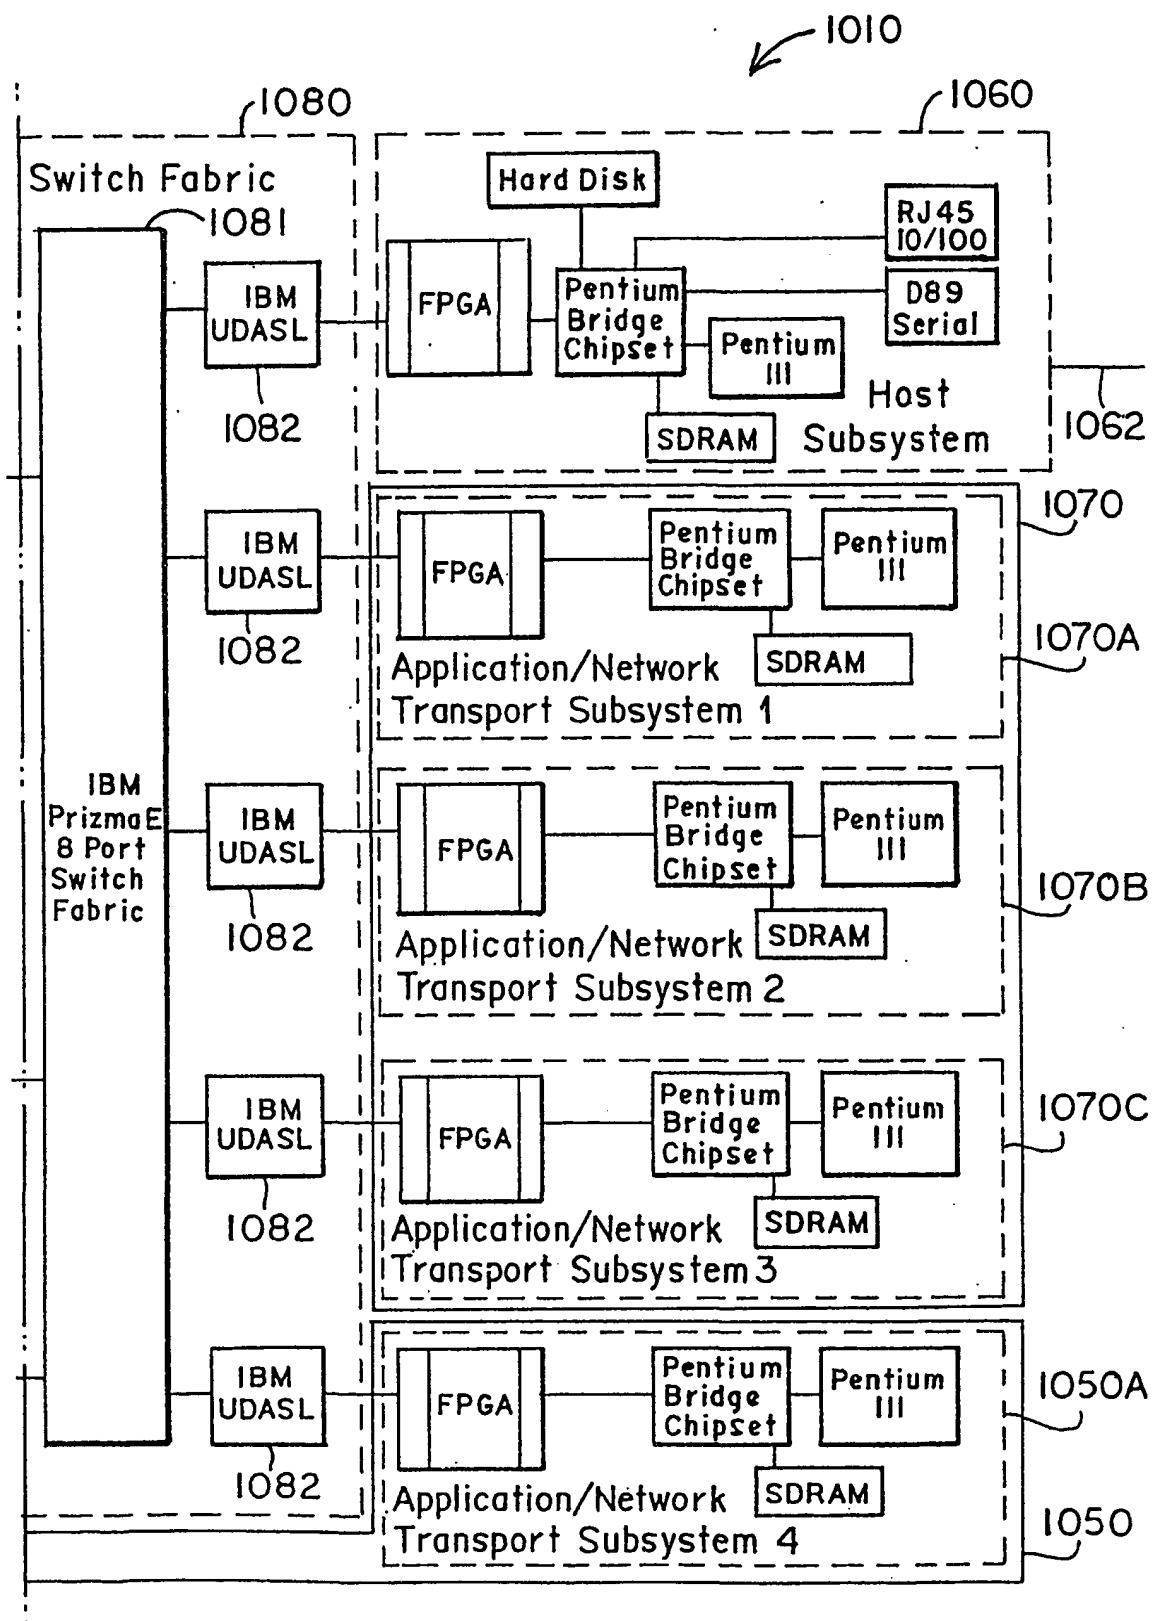 1010
1080
1060
Switch Fabric
1081
Hard Disk
RJ45
10/100
IBM
UDASL
FPGA
Pentium
Bridge
Chipset
D89
Serial
Pentium
III
1082
SDRAM
Host
Subsystem
1062
1070
IBM
UDASL
FPGA
Pentium
Bridge
Chipset
Pentium
III
1082
SDRAM
1070A
Application/Network
Transport Subsystem 1
IBM
PrizmaE
8 Port
Switch
Fabric
IBM
UDASL
FPGA
Pentium
Bridge
Chipset
Pentium
III
1070B
1082
SDRAM
Application/Network
Transport Subsystem 2
IBM
UDASL
FPGA
Pentium
Bridge
Chipset
Pentium
III
1070C
1082
SDRAM
Application/Network
Transport Subsystem 3
IBM
UDASL
FPGA
Pentium
Bridge
Chipset
Pentium
III
1050A
1082
SDRAM
Application/Network
Transport Subsystem 4
1050